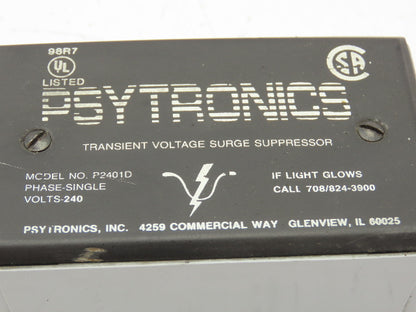 98R7
UL
LISTED
CSA
PSYTRONICS
TRANSIENT VOLTAGE SURGE SUPPRESSOR
MODEL NO. P2401D
PHASE-SINGLE
VOLTS-240
IF LIGHT GLOWS
CALL 708/824-3900
PSYTRONICS, INC. 4259 COMMERCIAL WAY GLENVIEW, IL 60025